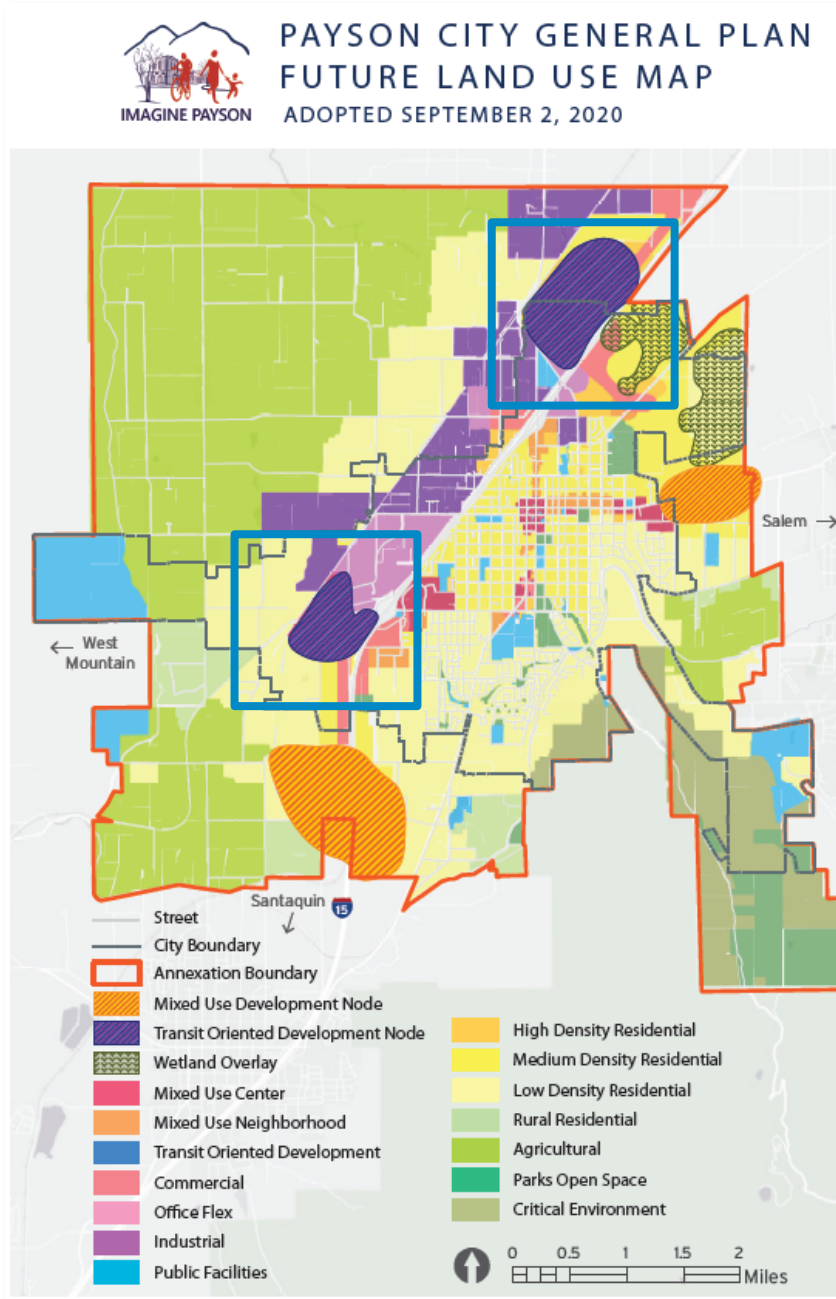 PAYSON CITY GENERAL PLAN
FUTURE LAND USE MAP
ADOPTED SEPTEMBER 2, 2020
IMAGINE PAYSON
Salem →
← West
Mountain
Santaquin
↓
15
Street
City Boundary
Annexation Boundary
Mixed Use Development Node
Transit Oriented Development Node
Wetland Overlay
Mixed Use Center
Mixed Use Neighborhood
Transit Oriented Development
Commercial
Office Flex
Industrial
Public Facilities
High Density Residential
Medium Density Residential
Low Density Residential
Rural Residential
Agricultural
Parks Open Space
Critical Environment
0 0.5 1 1.5 2
Miles